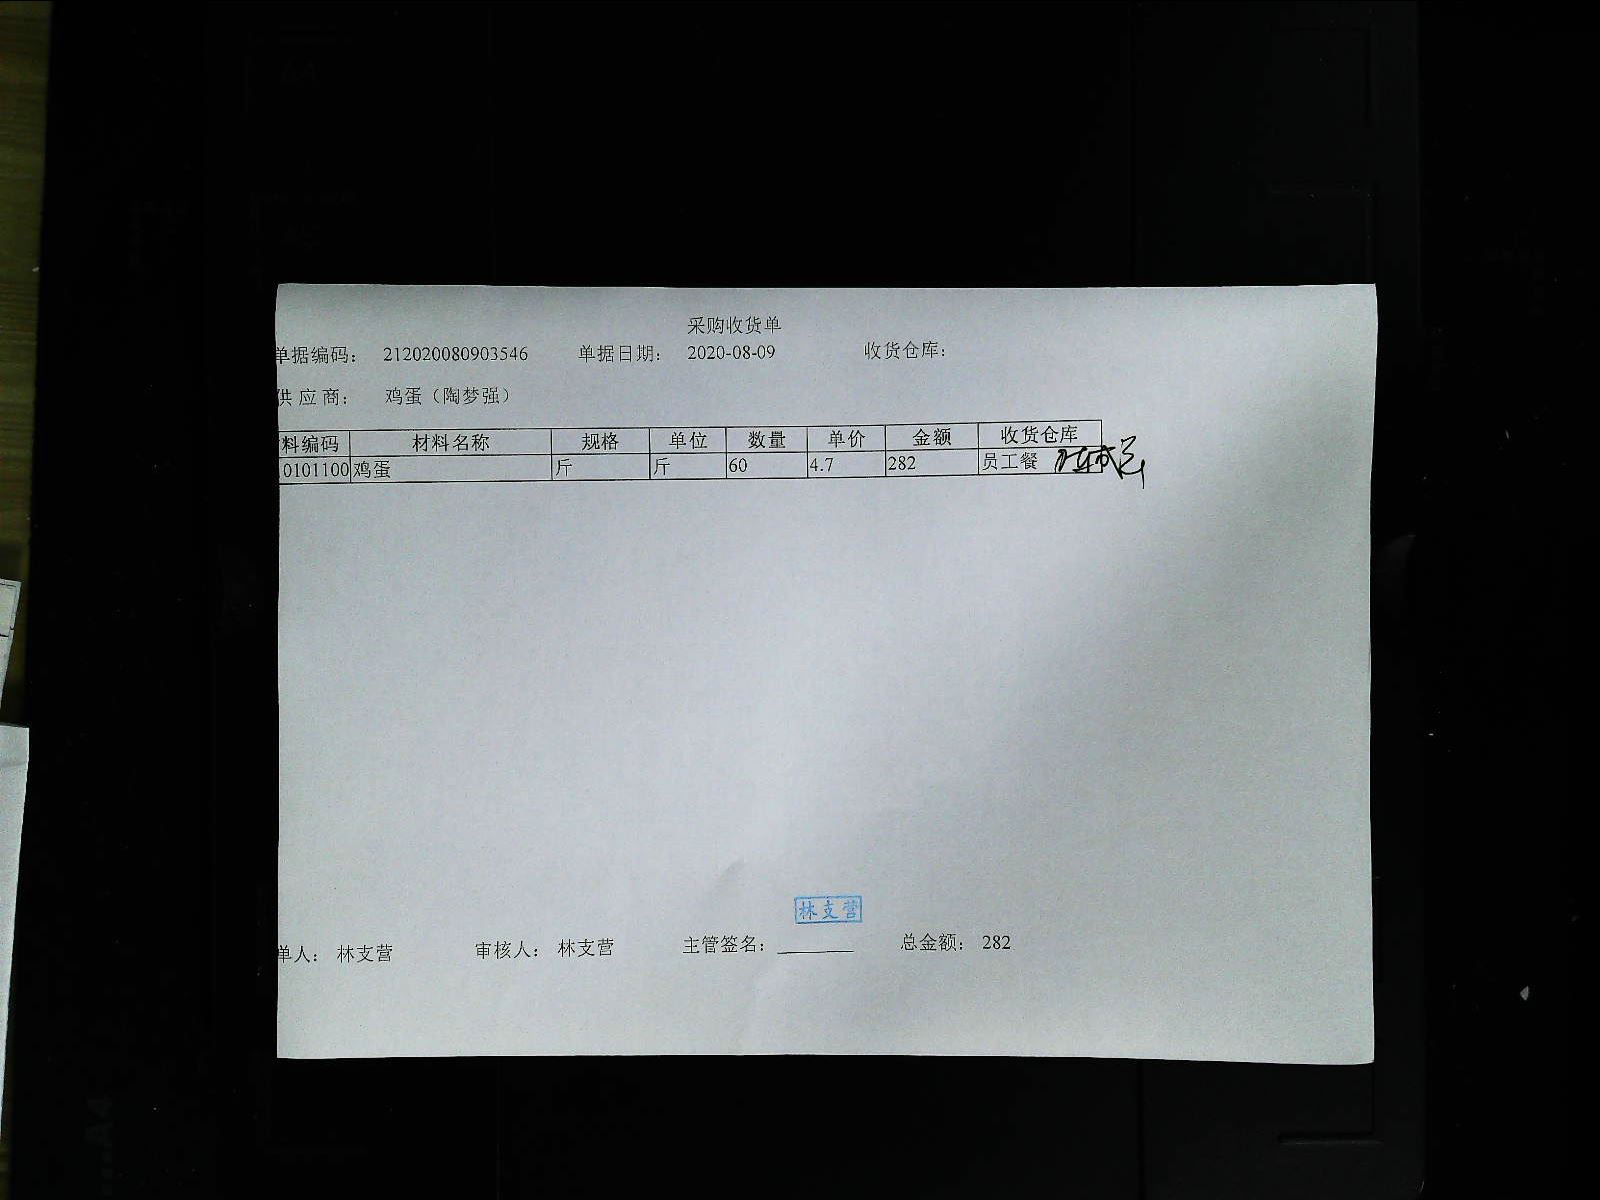 采购收货单
单据编码： 212020080903546 单据日期： 2020-08-09 收货仓库：
供应商： 鸡蛋（陶梦强）
料编码 材料名称 规格 单位 数量 单价 金额 收货仓库
0101100 鸡蛋 斤 斤 60 4.7 282 员工餐
林支营
单人： 林支营 审核人： 林支营 主管签名： 总金额： 282